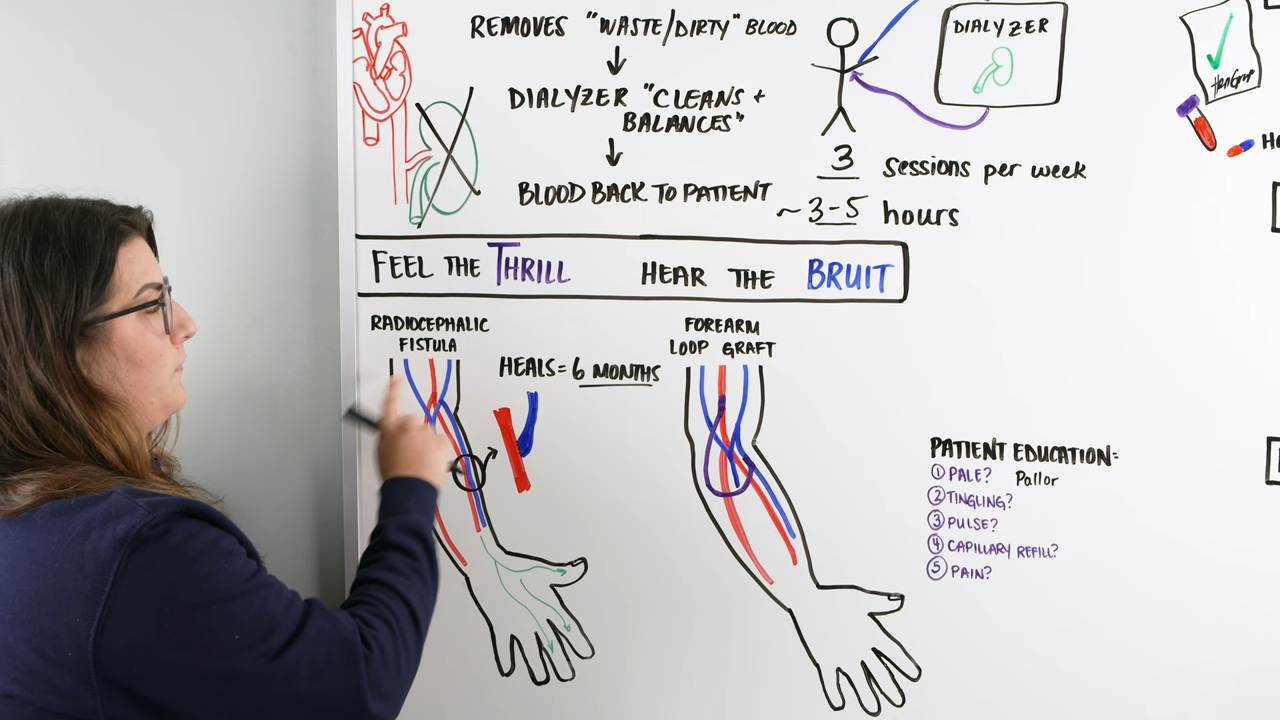 REMOVES "WASTE/DIRTY" BLOOD
DIALYZER "CLEANS +
BALANCES"
BLOOD BACK TO PATIENT
DIALYZER
3 sessions per week
~3-5 hours
FEEL THE THRILL HEAR THE BRUIT
RADIOCEPHALIC
FISTULA
HEALS= 6 MONTHS
FOREARM
LOOP GRAFT
PATIENT EDUCATION:
① PALE? Pallor
② TINGLING?
③ PULSE?
④ CAPILLARY REFILL?
⑤ PAIN?